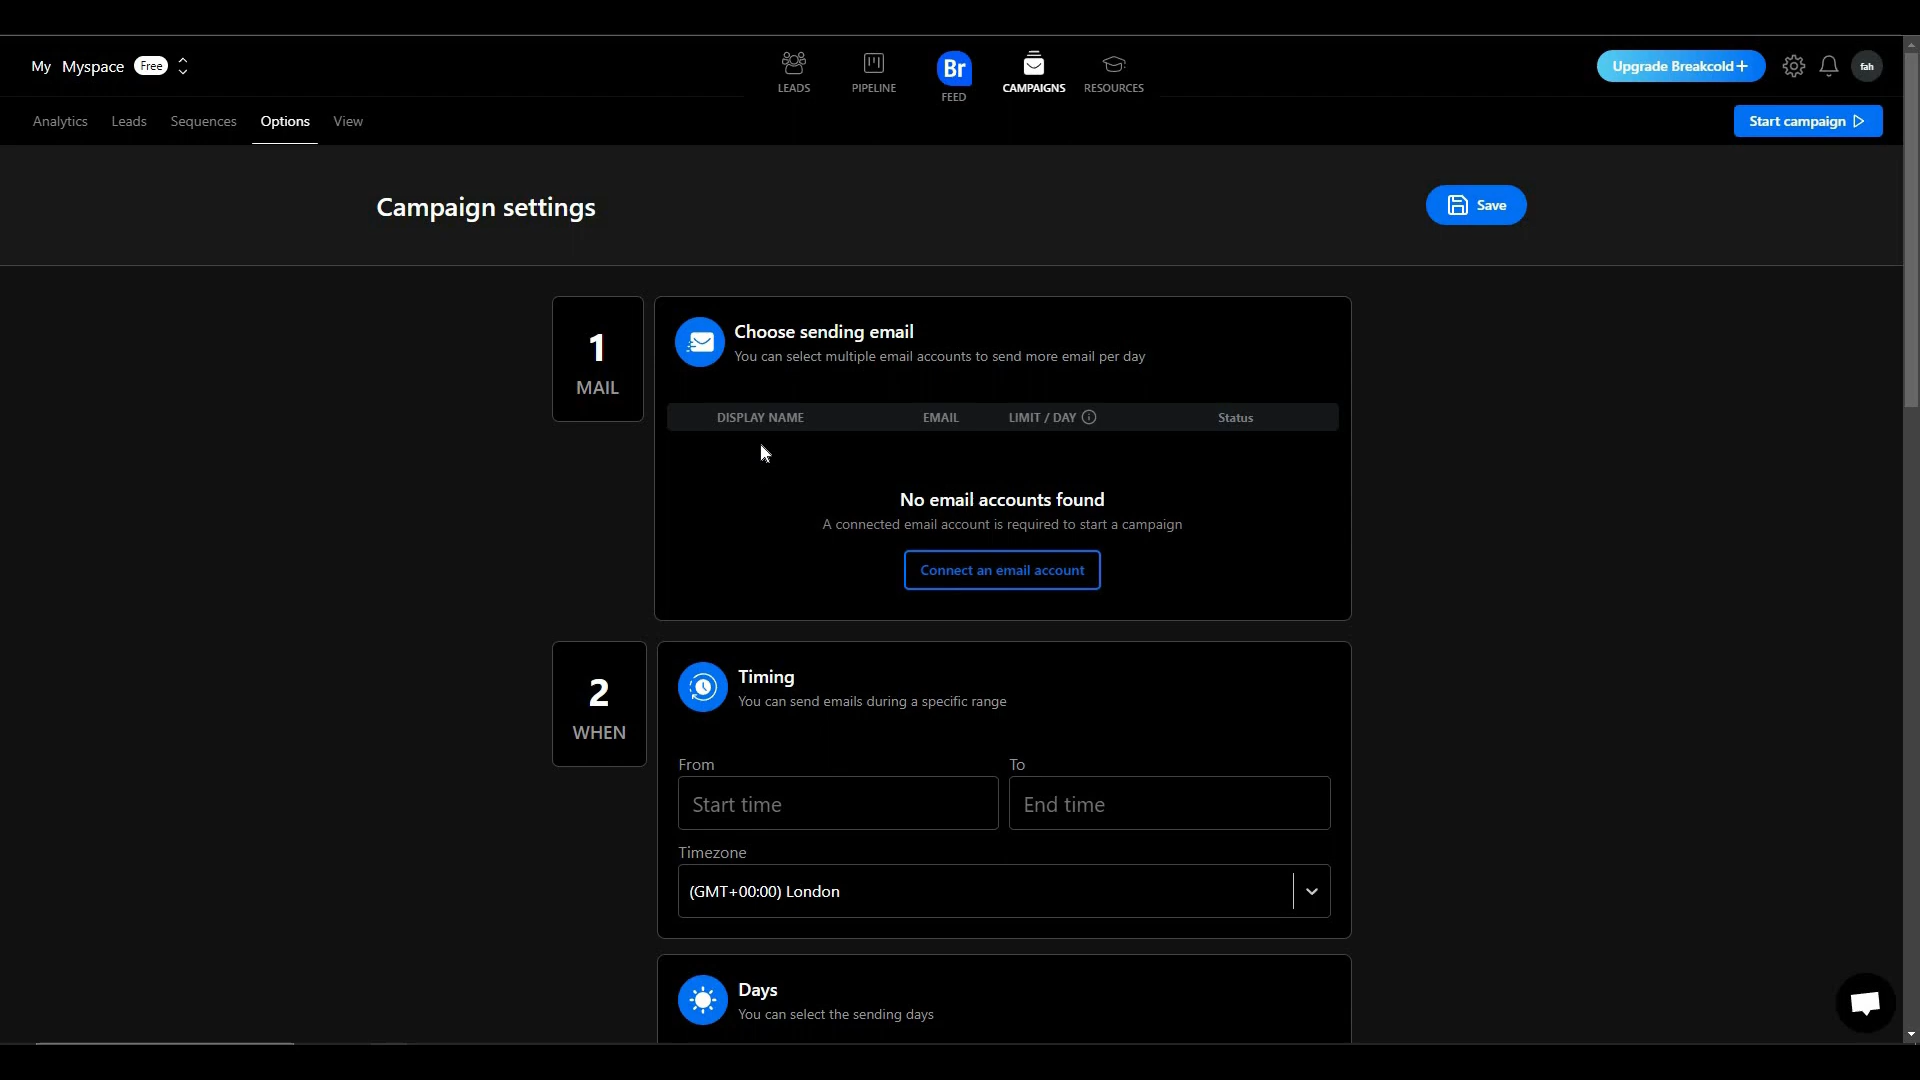 My Myspace Free
LEADS
PIPELINE
Br
FEED
CAMPAIGNS
RESOURCES
Upgrade Breakcold+
fah
Analytics
Leads
Sequences
Options
View
Start campaign
Campaign settings
Save
1
MAIL
Choose sending email
You can select multiple email accounts to send more email per day
DISPLAY NAME EMAIL LIMIT / DAY Status
No email accounts found
A connected email account is required to start a campaign
Connect an email account
2
WHEN
Timing
You can send emails during a specific range
From To
Start time End time
Timezone
(GMT+00:00) London
Days
You can select the sending days